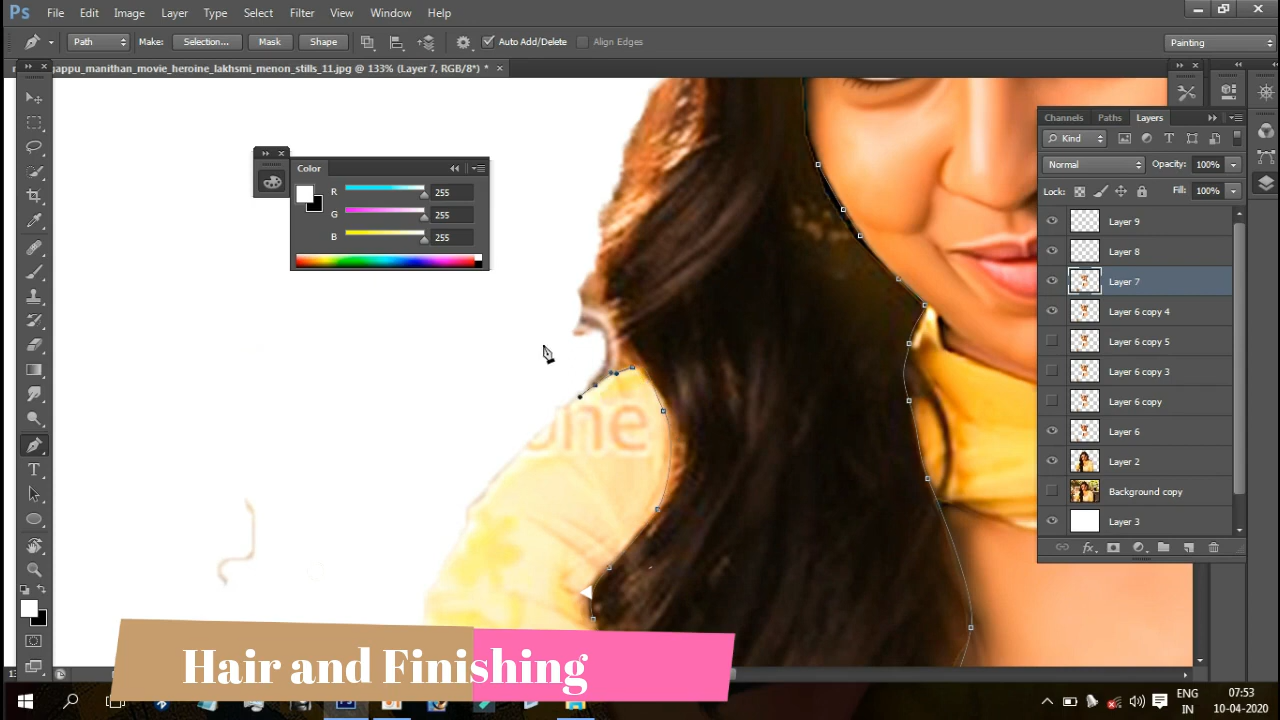 Ps File Edit Image Layer Type Select Filter View Window Help
Path Make: Selection... Mask Shape Auto Add/Delete Align Edges Painting
gappu_manithan_movie_heroine_lakhsmi_menon_stills_11.jpg @ 133% (Layer 7, RGB/8*) *
Color
R 255
G 255
B 255
Channels Paths Layers
Kind
Normal Opacity: 100%
Lock: Fill: 100%
Layer 9
Layer 8
Layer 7
Layer 6 copy 4
Layer 6 copy 5
Layer 6 copy 3
Layer 6 copy
Layer 6
Layer 2
Background copy
Layer 3
fx
one
Hair and Finishing
ENG
IN
07:53
10-04-2020